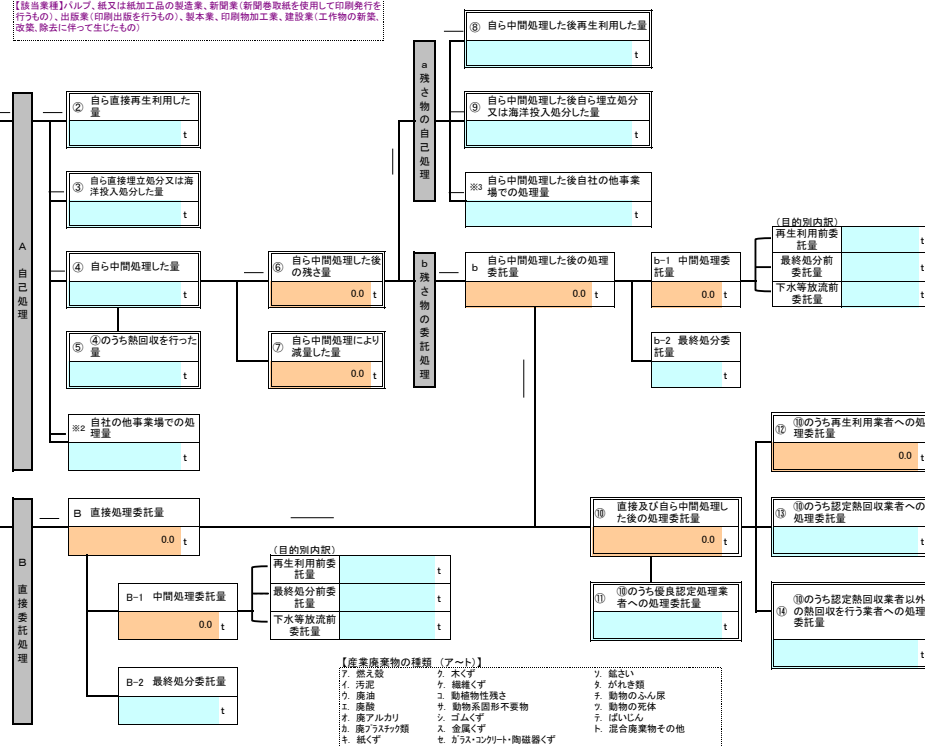 【該当業種】パルプ、紙又は紙加工品の製造業、新聞業(新聞巻取紙を使用して印刷発行を
行うもの)、出版業(印刷出版を行うもの)、製本業、印刷物加工業、建設業(工作物の新築、
改築、除去に伴って生じたもの)
⑧ 自ら中間処理した後再生利用した量
t
a 残さ物の自己処理
② 自ら直接再生利用した
量
t
⑨ 自ら中間処理した後自ら埋立処分
又は海洋投入処分した量
t
③ 自ら直接埋立処分又は海
洋投入処分した量
t
※3 自ら中間処理した後自社の他事業
場での処理量
t
A 自己処理
④ 自ら中間処理した量
t
⑥ 自ら中間処理した後
の残さ量
0.0 t
b 残さ物の委託処理
b 自ら中間処理した後の処理
委託量
0.0 t
b-1 中間処理委
託量
0.0 t
(目的別内訳)
再生利用前委
託量
t
最終処分前
委託量
t
下水等放流前
委託量
t
⑤ ④のうち熱回収を行った
量
t
⑦ 自ら中間処理により
減量した量
0.0 t
b-2 最終処分委
託量
t
※2 自社の他事業場での処
理量
t
⑫ ⑩のうち再生利用業者への処
理委託量
0.0 t
B 直接委託処理
B 直接処理委託量
0.0 t
⑩ 直接及び自ら中間処理し
た後の処理委託量
0.0 t
⑬ ⑩のうち認定熱回収業者への
処理委託量
t
B-1 中間処理委託量
0.0 t
(目的別内訳)
再生利用前委
託量
t
最終処分前委
託量
t
下水等放流前
委託量
t
⑪ ⑩のうち優良認定処理業
者への処理委託量
t
⑭ ⑩のうち認定熱回収業者以外
の熱回収を行う業者への処理
委託量
t
B-2 最終処分委託量
t
【産業廃棄物の種類 (ア~ト)】
ア. 燃え殻 ク. 木くず ソ. 鉱さい
イ. 汚泥 ケ. 繊維くず タ. がれき類
ウ. 廃油 コ. 動植物性残さ チ. 動物のふん尿
エ. 廃酸 サ. 動物系固形不要物 ツ. 動物の死体
オ. 廃アルカリ シ. ゴムくず テ. ばいじん
カ. 廃プラスチック類 ス. 金属くず ト. 混合廃棄物その他
キ. 紙くず セ. ガラス・コンクリート・陶磁器くず